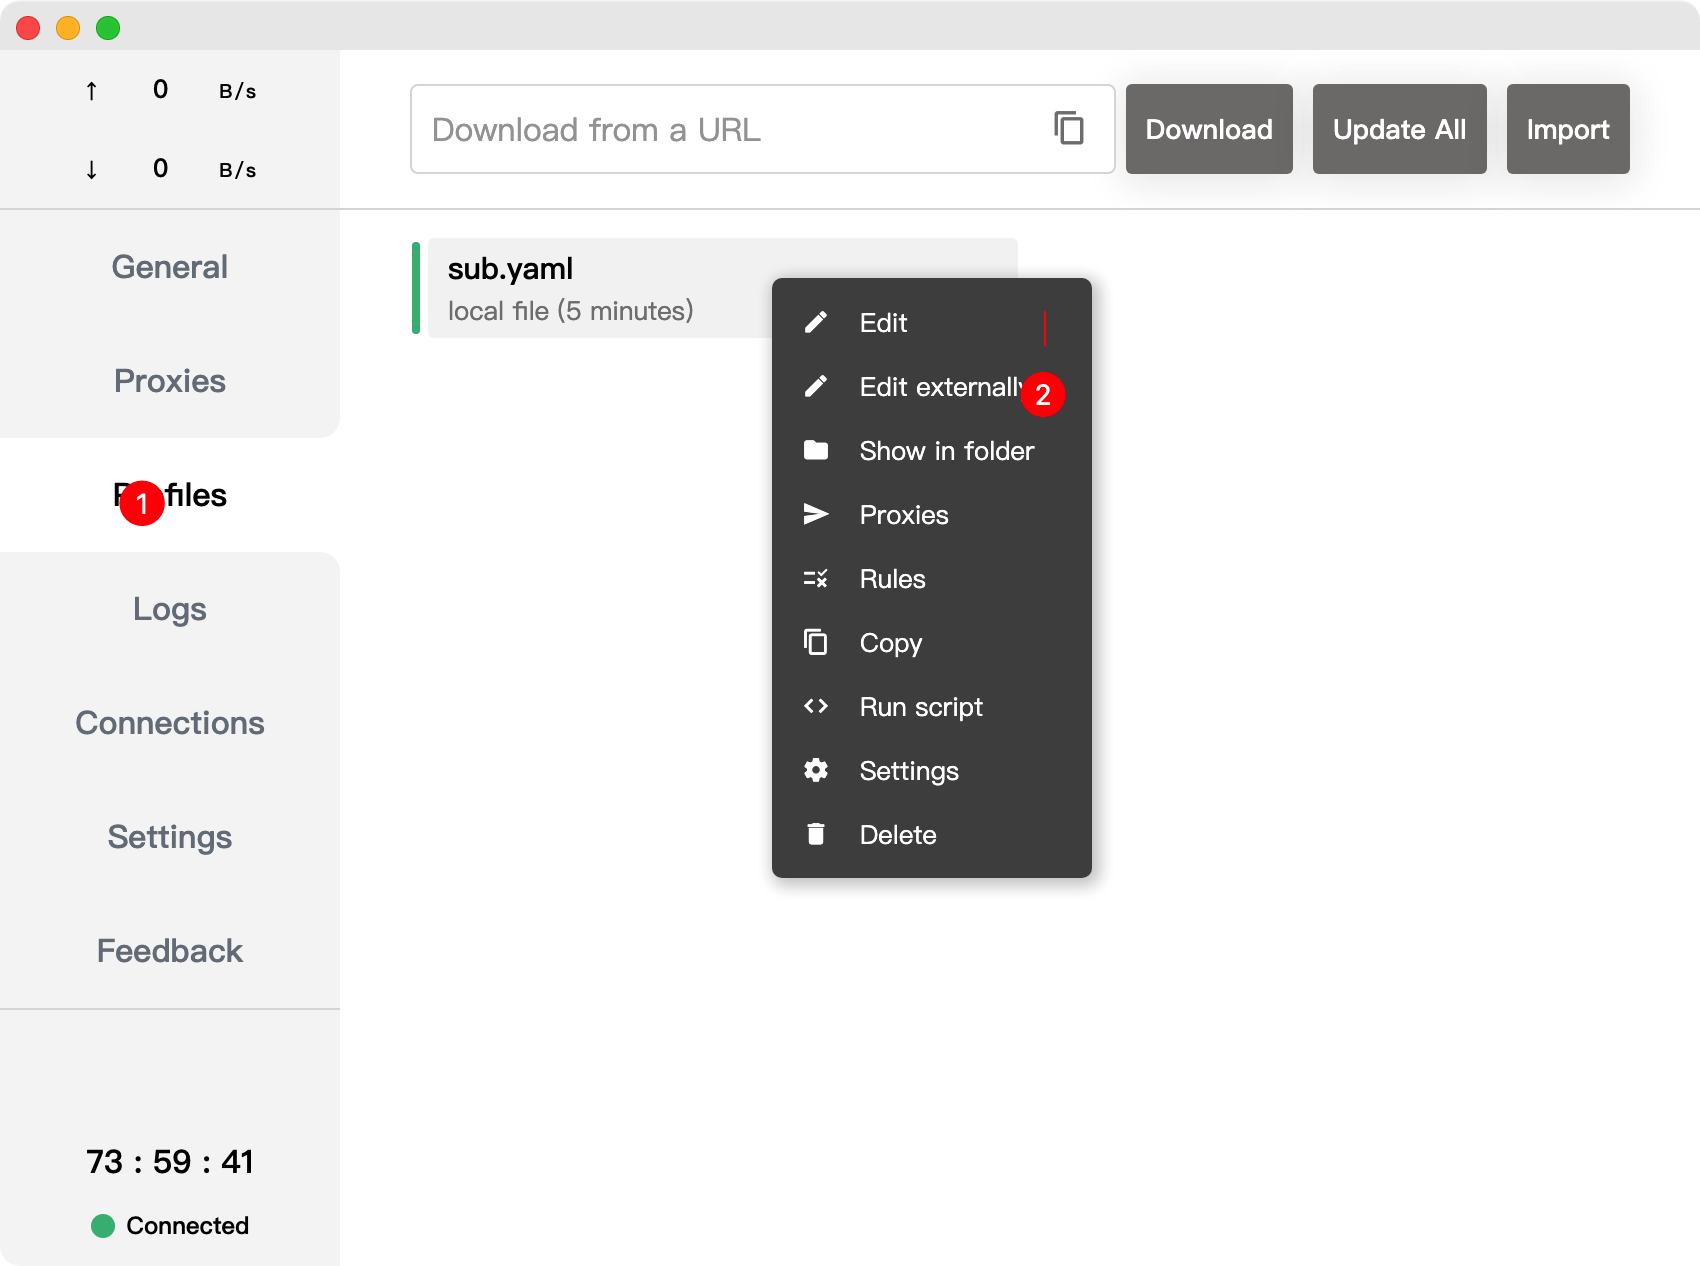 ↑ 0 B/s
↓ 0 B/s
Download from a URL
Download
Update All
Import
General
Proxies
1
Logs
Connections
Settings
Feedback
73 : 59 : 41
Connected
sub.yaml
local file (5 minutes)
Edit
Edit externally
2
Show in folder
Proxies
Rules
Copy
Run script
Settings
Delete